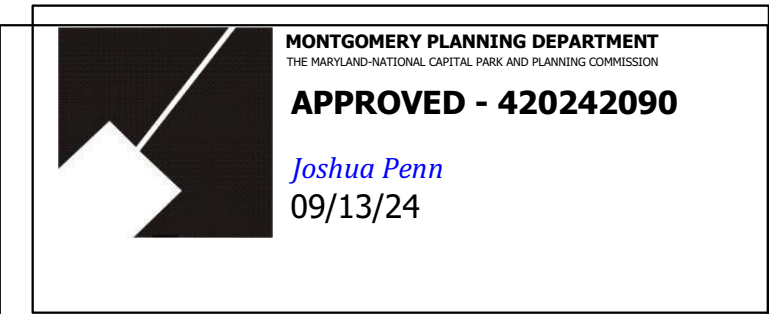 MONTGOMERY PLANNING DEPARTMENT
THE MARYLAND-NATIONAL CAPITAL PARK AND PLANNING COMMISSION
APPROVED - 420242090
Joshua Penn
09/13/24